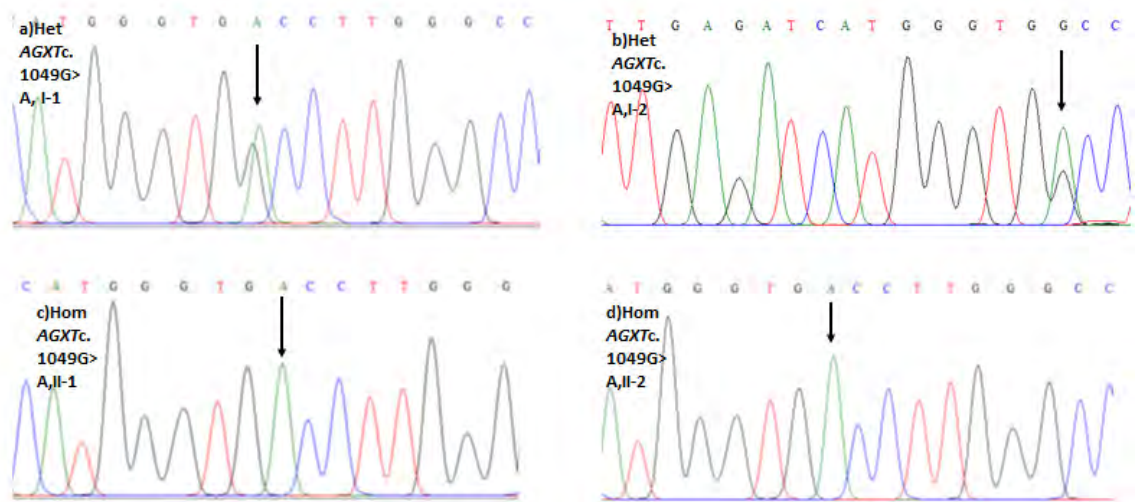 A T G G G T G A C C T T G G G C C
a)Het
AGXTc.
1049G>
A, I-1
T T G A G A T C A T G G G T G G C C
b)Het
AGXTc.
1049G>
A,I-2
C A T G G G T G A C C T T G G G
c)Hom
AGXTc.
1049G>
A,II-1
A T G G G T G A C C T T G G G C C
d)Hom
AGXTc.
1049G>
A,II-2